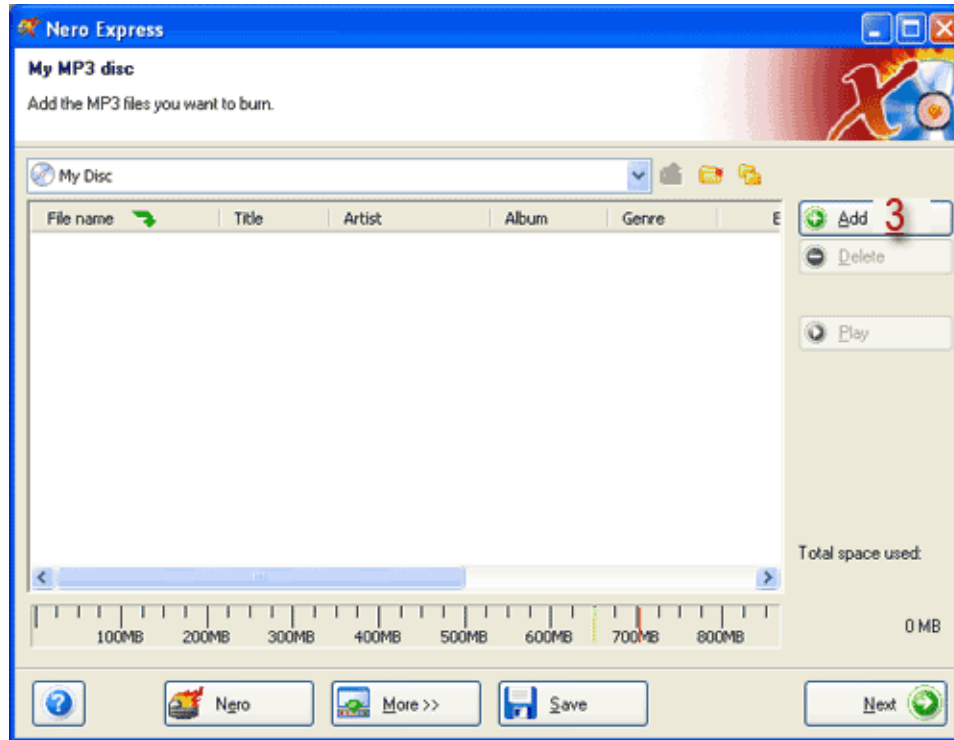 Nero Express
My MP3 disc
Add the MP3 files you want to burn.
My Disc
File name Title Artist Album Genre
Add 3
Delete
Play
Total space used:
100MB 200MB 300MB 400MB 500MB 600MB 700MB 800MB
0 MB
Nero More >> Save Next